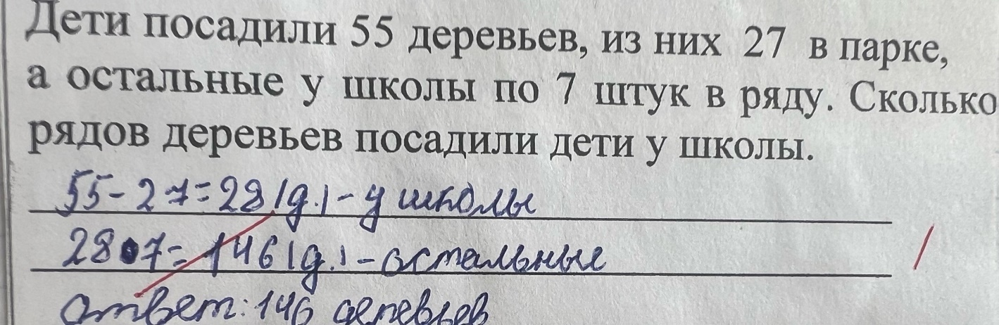 Дети посадили 55 деревьев, из них 27 в парке,
а остальные у школы по 7 штук в ряду. Сколько
рядов деревьев посадили дети у школы.
55-27=28(д.)-у школы
28•7=146(д.)-остальные
ответ: 146 деревьев